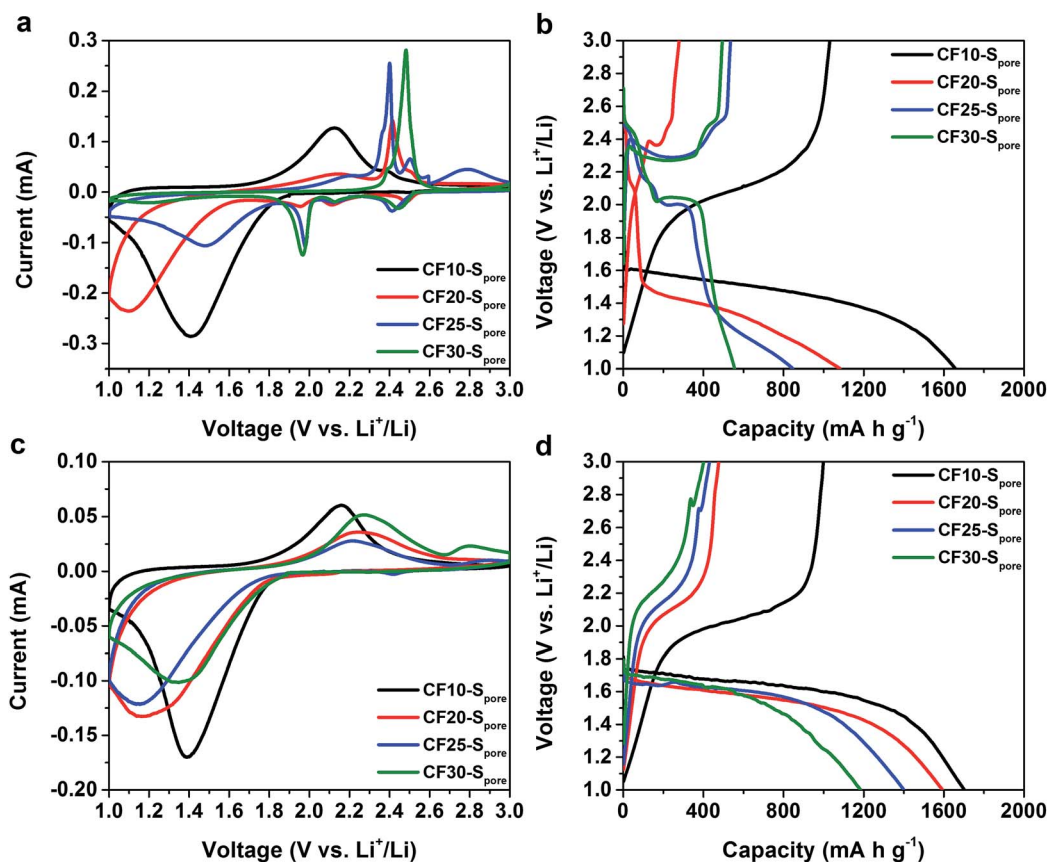 a
0.3
0.2
0.1
0.0
-0.1
-0.2
-0.3
Current (mA)
1.0 1.2 1.4 1.6 1.8 2.0 2.2 2.4 2.6 2.8 3.0
Voltage (V vs. Li⁺/Li)
CF10-Spore
CF20-Spore
CF25-Spore
CF30-Spore
b
3.0
2.8
2.6
2.4
2.2
2.0
1.8
1.6
1.4
1.2
1.0
Voltage (V vs. Li⁺/Li)
0 400 800 1200 1600 2000
Capacity (mA h g⁻¹)
CF10-Spore
CF20-Spore
CF25-Spore
CF30-Spore
c
0.10
0.05
0.00
-0.05
-0.10
-0.15
-0.20
Current (mA)
1.0 1.2 1.4 1.6 1.8 2.0 2.2 2.4 2.6 2.8 3.0
Voltage (V vs. Li⁺/Li)
CF10-Spore
CF20-Spore
CF25-Spore
CF30-Spore
d
3.0
2.8
2.6
2.4
2.2
2.0
1.8
1.6
1.4
1.2
1.0
Voltage (V vs. Li⁺/Li)
0 400 800 1200 1600 2000
Capacity (mA h g⁻¹)
CF10-Spore
CF20-Spore
CF25-Spore
CF30-Spore